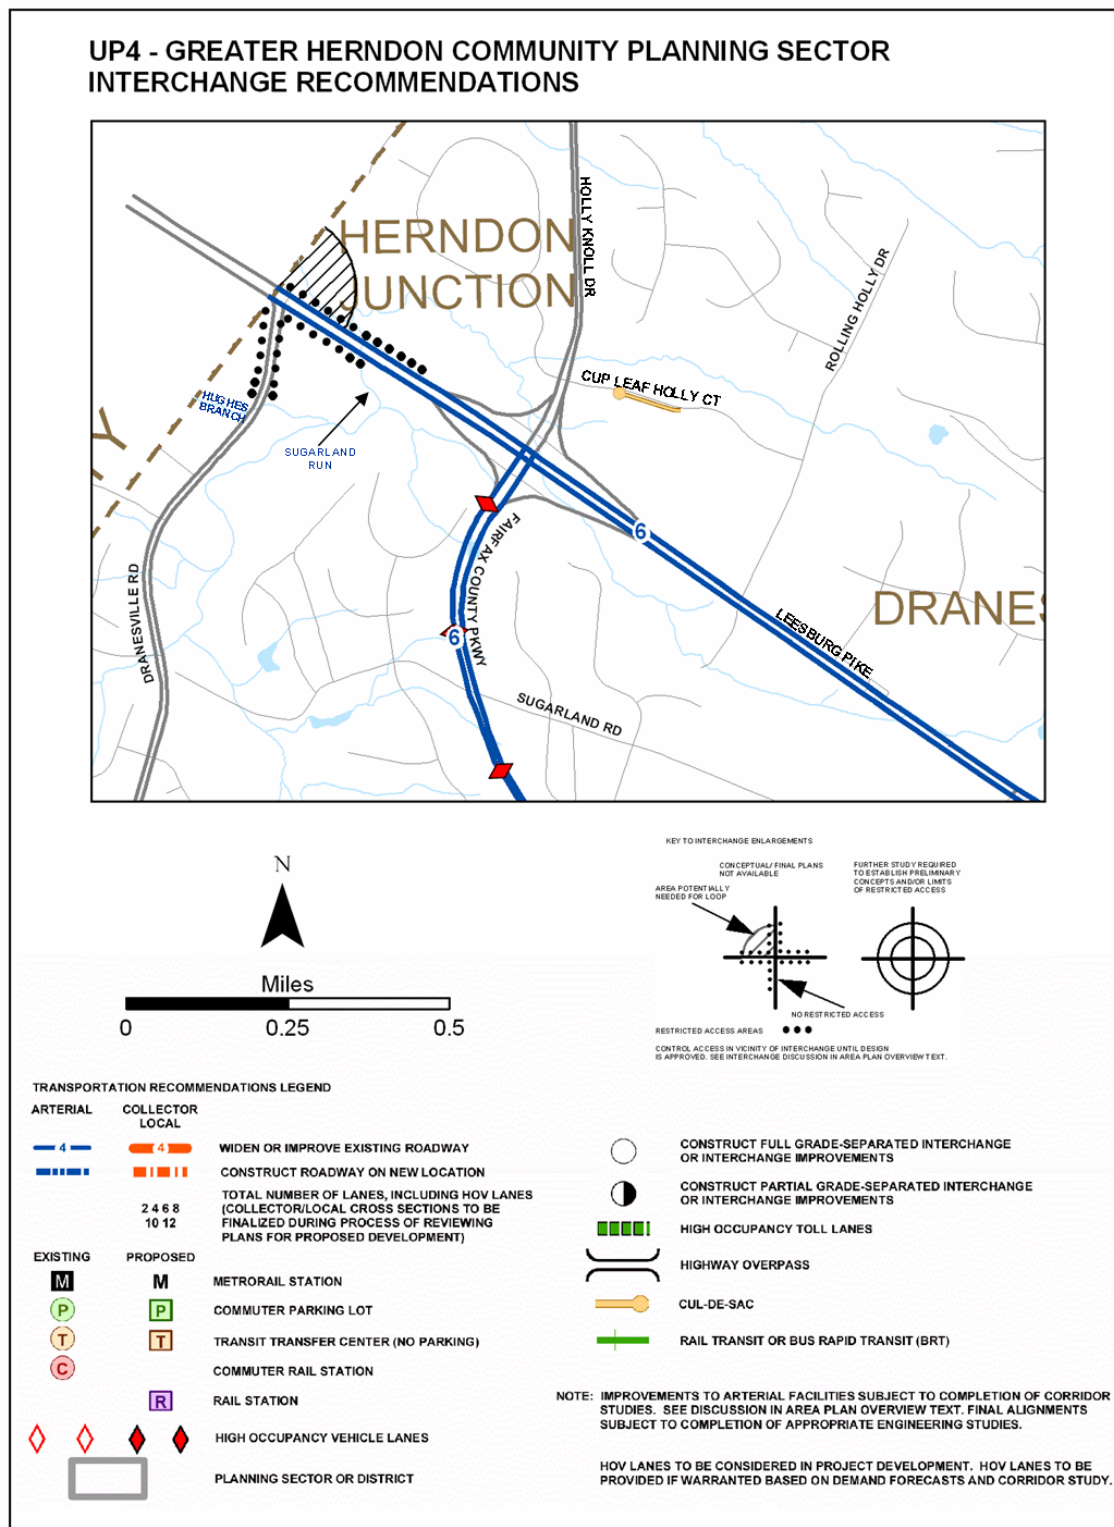 UP4 - GREATER HERNDON COMMUNITY PLANNING SECTOR
INTERCHANGE RECOMMENDATIONS
HERNDON
JUNCTION
HOLLY KNOLL DR
ROLLING HOLLY DR
CUP LEAF HOLLY CT
HUGHES
BRANCH
SUGARLAND
RUN
Y
6
FAIRFAX COUNTY PKWY
DRANESVILLE RD
6
DRANES
LEESBURG PIKE
SUGARLAND RD
N
Miles
0 0.25 0.5
KEY TO INTERCHANGE ENLARGEMENTS
CONCEPTUAL/ FINAL PLANS
NOT AVAILABLE
FURTHER STUDY REQUIRED
TO ESTABLISH PRELIMINARY
CONCEPTS AND/OR LIMITS
OF RESTRICTED ACCESS
AREA POTENTIALLY
NEEDED FOR LOOP
NO RESTRICTED ACCESS
RESTRICTED ACCESS AREAS
CONTROL ACCESS IN VICINITY OF INTERCHANGE UNTIL DESIGN
IS APPROVED. SEE INTERCHANGE DISCUSSION IN AREA PLAN OVERVIEW TEXT.
TRANSPORTATION RECOMMENDATIONS LEGEND
ARTERIAL COLLECTOR
LOCAL
4 4 WIDEN OR IMPROVE EXISTING ROADWAY
CONSTRUCT ROADWAY ON NEW LOCATION
2 4 6 8
10 12
TOTAL NUMBER OF LANES, INCLUDING HOV LANES
(COLLECTOR/LOCAL CROSS SECTIONS TO BE
FINALIZED DURING PROCESS OF REVIEWING
PLANS FOR PROPOSED DEVELOPMENT)
EXISTING PROPOSED
M M METRORAIL STATION
P P COMMUTER PARKING LOT
T T TRANSIT TRANSFER CENTER (NO PARKING)
C COMMUTER RAIL STATION
R RAIL STATION
HIGH OCCUPANCY VEHICLE LANES
PLANNING SECTOR OR DISTRICT
CONSTRUCT FULL GRADE-SEPARATED INTERCHANGE
OR INTERCHANGE IMPROVEMENTS
CONSTRUCT PARTIAL GRADE-SEPARATED INTERCHANGE
OR INTERCHANGE IMPROVEMENTS
HIGH OCCUPANCY TOLL LANES
HIGHWAY OVERPASS
CUL-DE-SAC
RAIL TRANSIT OR BUS RAPID TRANSIT (BRT)
NOTE: IMPROVEMENTS TO ARTERIAL FACILITIES SUBJECT TO COMPLETION OF CORRIDOR
STUDIES. SEE DISCUSSION IN AREA PLAN OVERVIEW TEXT. FINAL ALIGNMENTS
SUBJECT TO COMPLETION OF APPROPRIATE ENGINEERING STUDIES.
HOV LANES TO BE CONSIDERED IN PROJECT DEVELOPMENT. HOV LANES TO BE
PROVIDED IF WARRANTED BASED ON DEMAND FORECASTS AND CORRIDOR STUDY.